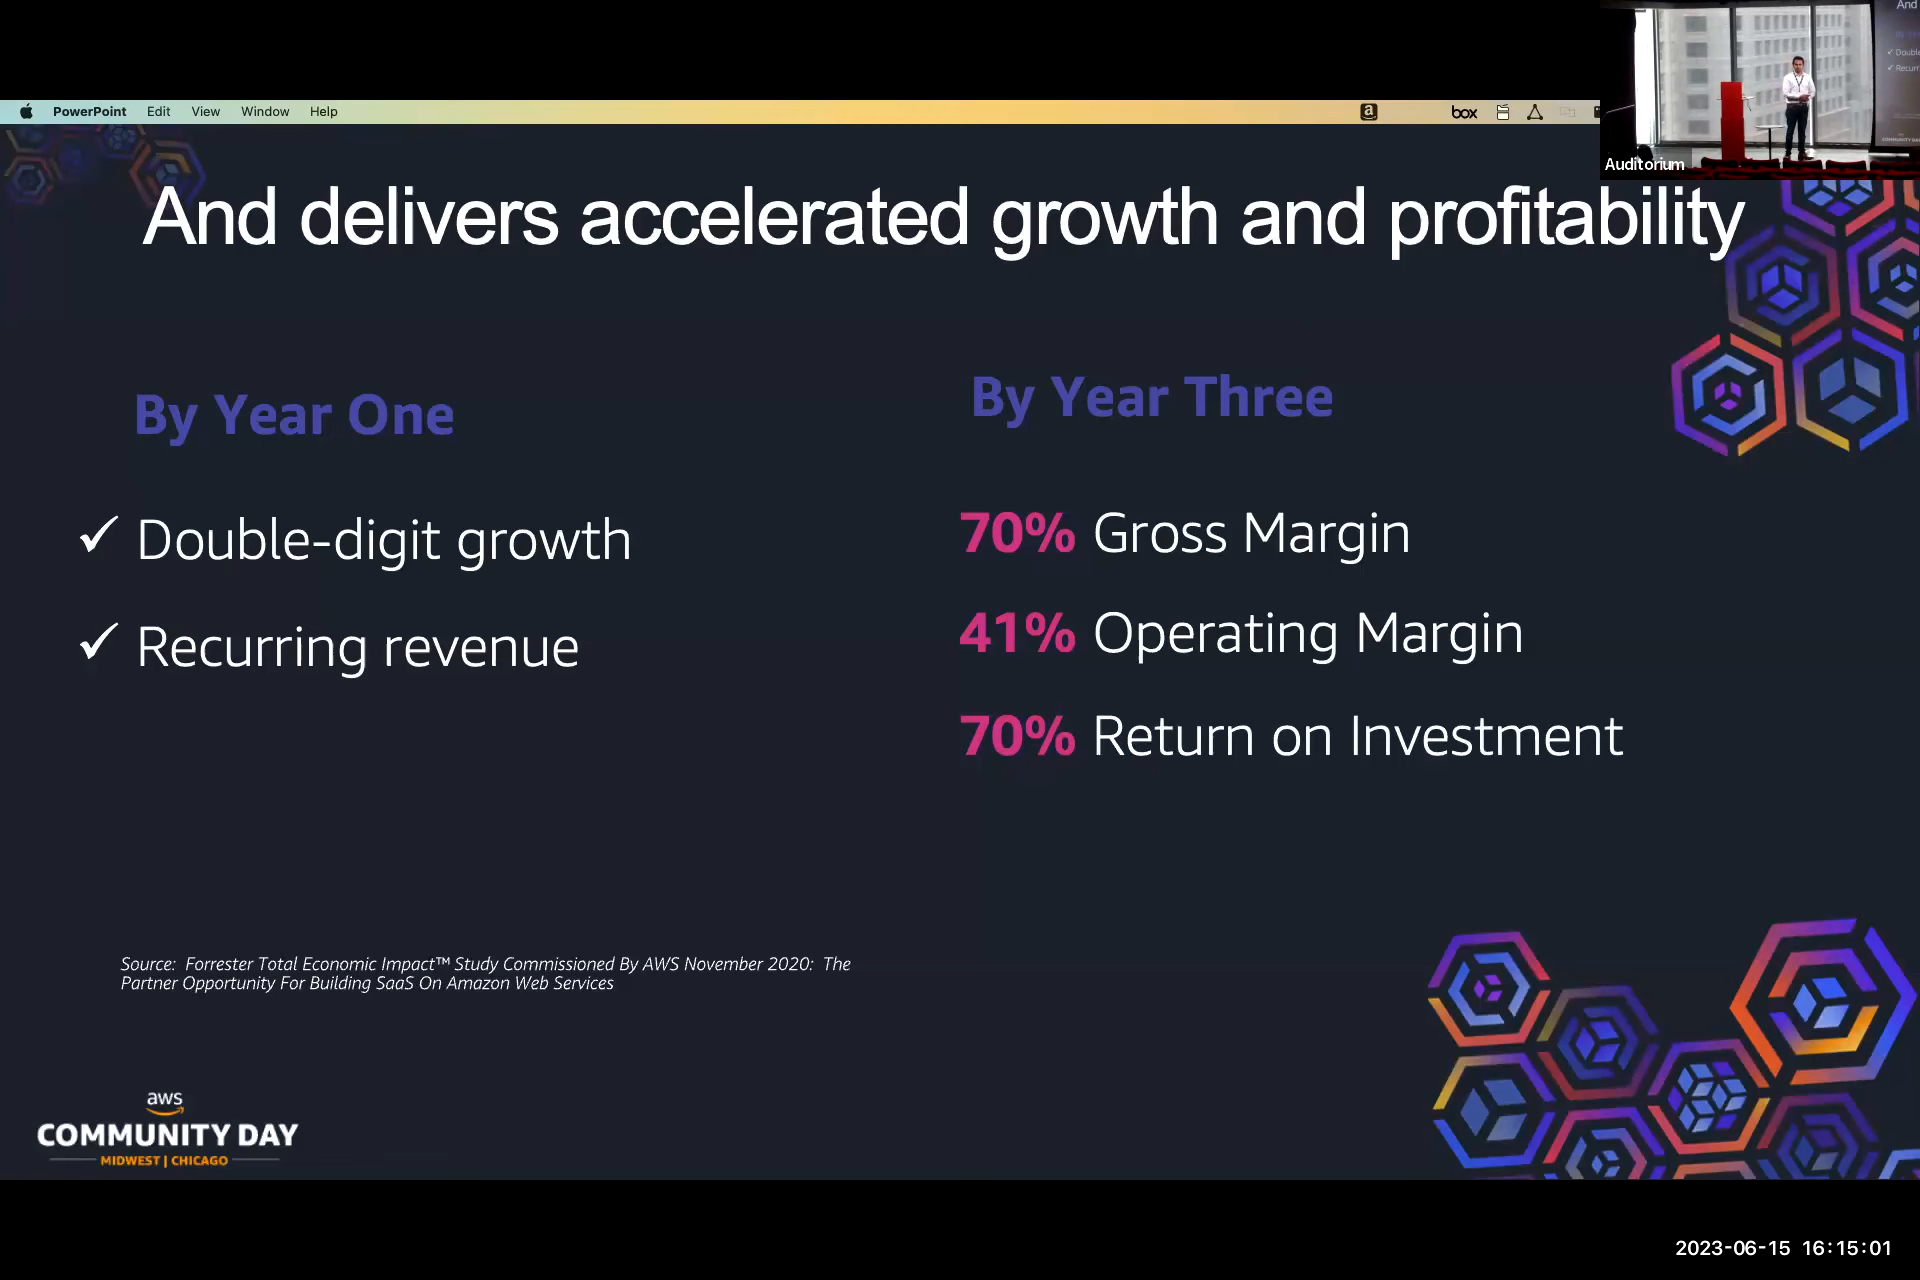 PowerPoint Edit View Window Help
a
box
And
Double
Recurr
Auditorium
And delivers accelerated growth and profitability
By Year One
✓ Double-digit growth
✓ Recurring revenue
By Year Three
70% Gross Margin
41% Operating Margin
70% Return on Investment
Source: Forrester Total Economic Impact™ Study Commissioned By AWS November 2020: The
Partner Opportunity For Building SaaS On Amazon Web Services
aws
COMMUNITY DAY
MIDWEST | CHICAGO
2023-06-15 16:15:01